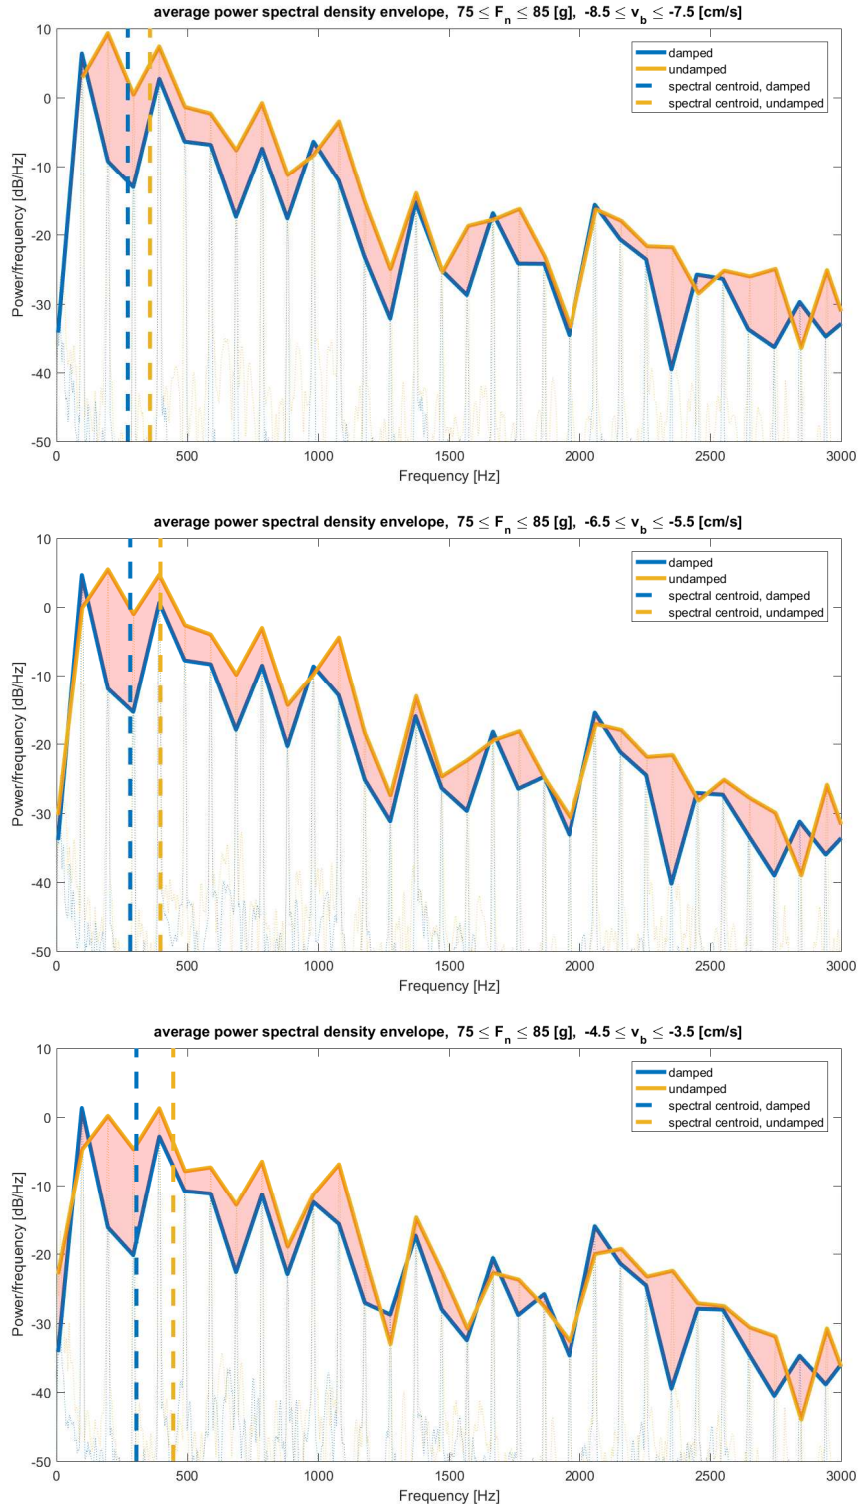 average power spectral density envelope, 75 ≤ F_n ≤ 85 [g], -8.5 ≤ v_b ≤ -7.5 [cm/s]
damped
undamped
spectral centroid, damped
spectral centroid, undamped
Power/frequency [dB/Hz]
10
0
-10
-20
-30
-40
-50
0 500 1000 1500 2000 2500 3000
Frequency [Hz]
average power spectral density envelope, 75 ≤ F_n ≤ 85 [g], -6.5 ≤ v_b ≤ -5.5 [cm/s]
damped
undamped
spectral centroid, damped
spectral centroid, undamped
Power/frequency [dB/Hz]
10
0
-10
-20
-30
-40
-50
0 500 1000 1500 2000 2500 3000
Frequency [Hz]
average power spectral density envelope, 75 ≤ F_n ≤ 85 [g], -4.5 ≤ v_b ≤ -3.5 [cm/s]
damped
undamped
spectral centroid, damped
spectral centroid, undamped
Power/frequency [dB/Hz]
10
0
-10
-20
-30
-40
-50
0 500 1000 1500 2000 2500 3000
Frequency [Hz]